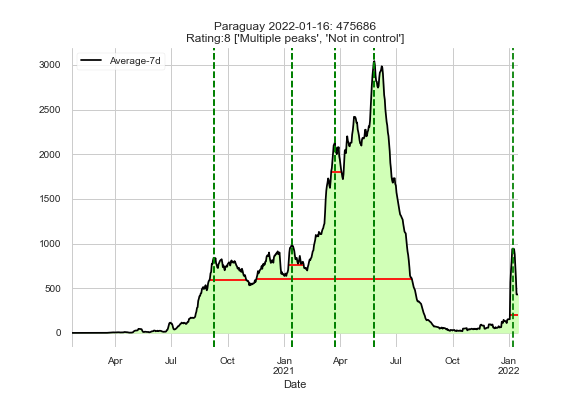 Paraguay 2022-01-16: 475686
Rating:8 ['Multiple peaks', 'Not in control']
Average-7d
3000
2500
2000
1500
1000
500
0
Apr
Jul
Oct
Jan
2021
Apr
Jul
Oct
Jan
2022
Date